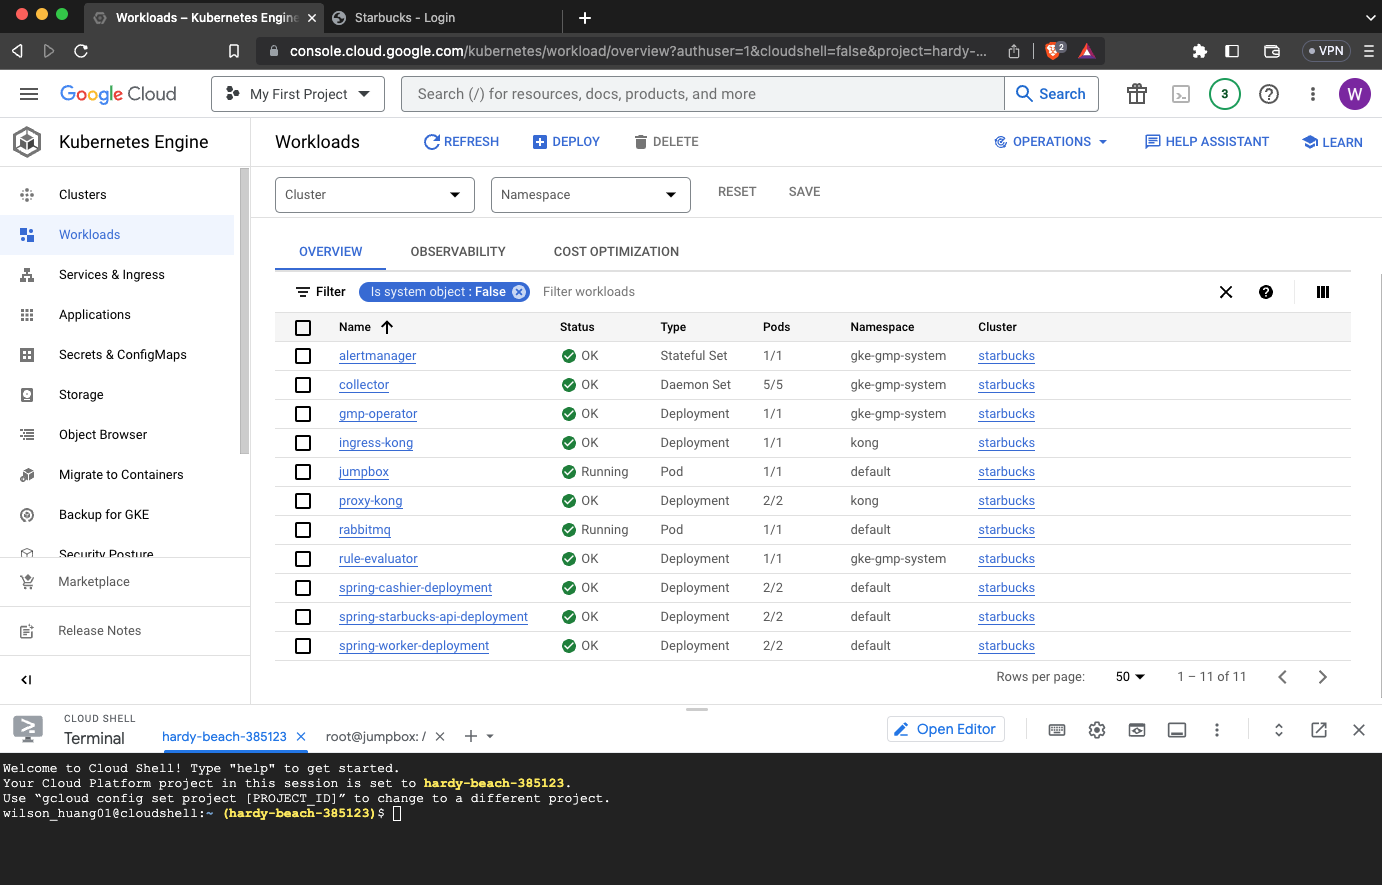 Workloads – Kubernetes Engine
Starbucks - Login
console.cloud.google.com/kubernetes/workload/overview?authuser=1&cloudshell=false&project=hardy-...
2
VPN
Google Cloud
My First Project
Search (/) for resources, docs, products, and more
Search
3
W
Kubernetes Engine
Workloads
REFRESH
DEPLOY
DELETE
OPERATIONS
HELP ASSISTANT
LEARN
Clusters
Workloads
Services & Ingress
Applications
Secrets & ConfigMaps
Storage
Object Browser
Migrate to Containers
Backup for GKE
Security Posture
Marketplace
Release Notes
Cluster
Namespace
RESET
SAVE
OVERVIEW
OBSERVABILITY
COST OPTIMIZATION
Filter
Is system object : False
Filter workloads
Name Status Type Pods Namespace Cluster
alertmanager OK Stateful Set 1/1 gke-gmp-system starbucks
collector OK Daemon Set 5/5 gke-gmp-system starbucks
gmp-operator OK Deployment 1/1 gke-gmp-system starbucks
ingress-kong OK Deployment 1/1 kong starbucks
jumpbox Running Pod 1/1 default starbucks
proxy-kong OK Deployment 2/2 kong starbucks
rabbitmq Running Pod 1/1 default starbucks
rule-evaluator OK Deployment 1/1 gke-gmp-system starbucks
spring-cashier-deployment OK Deployment 2/2 default starbucks
spring-starbucks-api-deployment OK Deployment 2/2 default starbucks
spring-worker-deployment OK Deployment 2/2 default starbucks
Rows per page: 50 1 – 11 of 11
CLOUD SHELL
Terminal
hardy-beach-385123
root@jumpbox: /
Open Editor
Welcome to Cloud Shell! Type "help" to get started.
Your Cloud Platform project in this session is set to hardy-beach-385123.
Use “gcloud config set project [PROJECT_ID]” to change to a different project.
wilson_huang01@cloudshell:~ (hardy-beach-385123)$